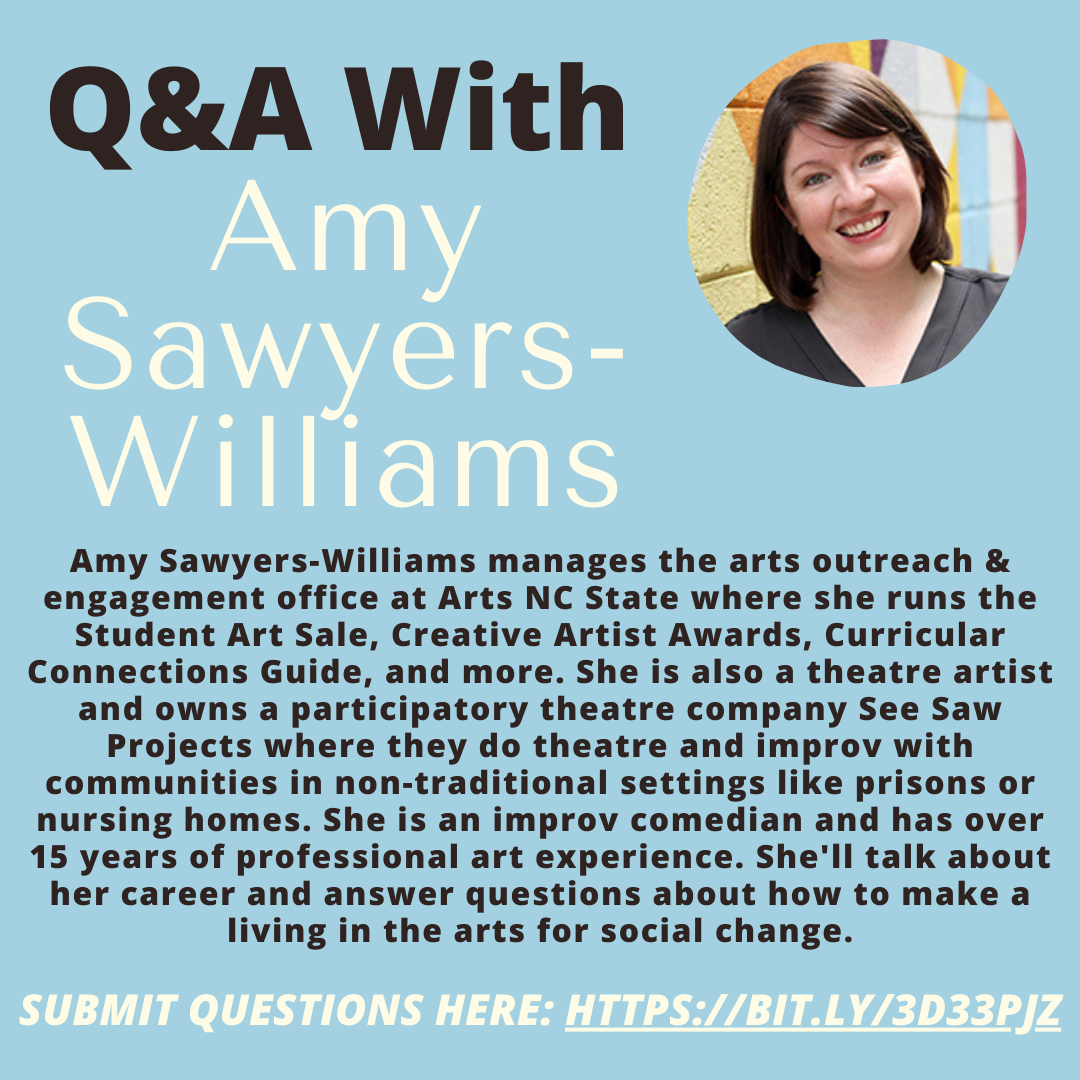 Q&A With
Amy
Sawyers-
Williams
Amy Sawyers-Williams manages the arts outreach &
engagement office at Arts NC State where she runs the
Student Art Sale, Creative Artist Awards, Curricular
Connections Guide, and more. She is also a theatre artist
and owns a participatory theatre company See Saw
Projects where they do theatre and improv with
communities in non-traditional settings like prisons or
nursing homes. She is an improv comedian and has over
15 years of professional art experience. She'll talk about
her career and answer questions about how to make a
living in the arts for social change.
SUBMIT QUESTIONS HERE: HTTPS://BIT.LY/3D33PJZ